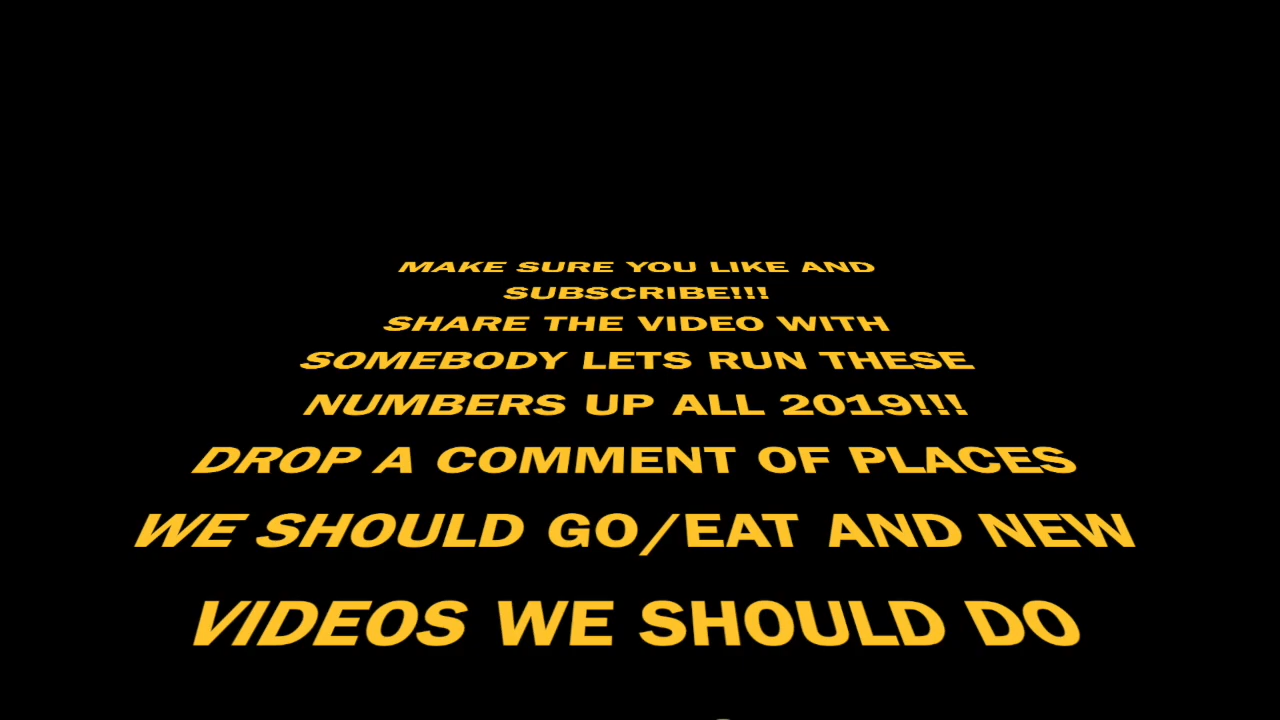 MAKE SURE YOU LIKE AND
SUBSCRIBE!!!
SHARE THE VIDEO WITH
SOMEBODY LETS RUN THESE
NUMBERS UP ALL 2019!!!
DROP A COMMENT OF PLACES
WE SHOULD GO/EAT AND NEW
VIDEOS WE SHOULD DO